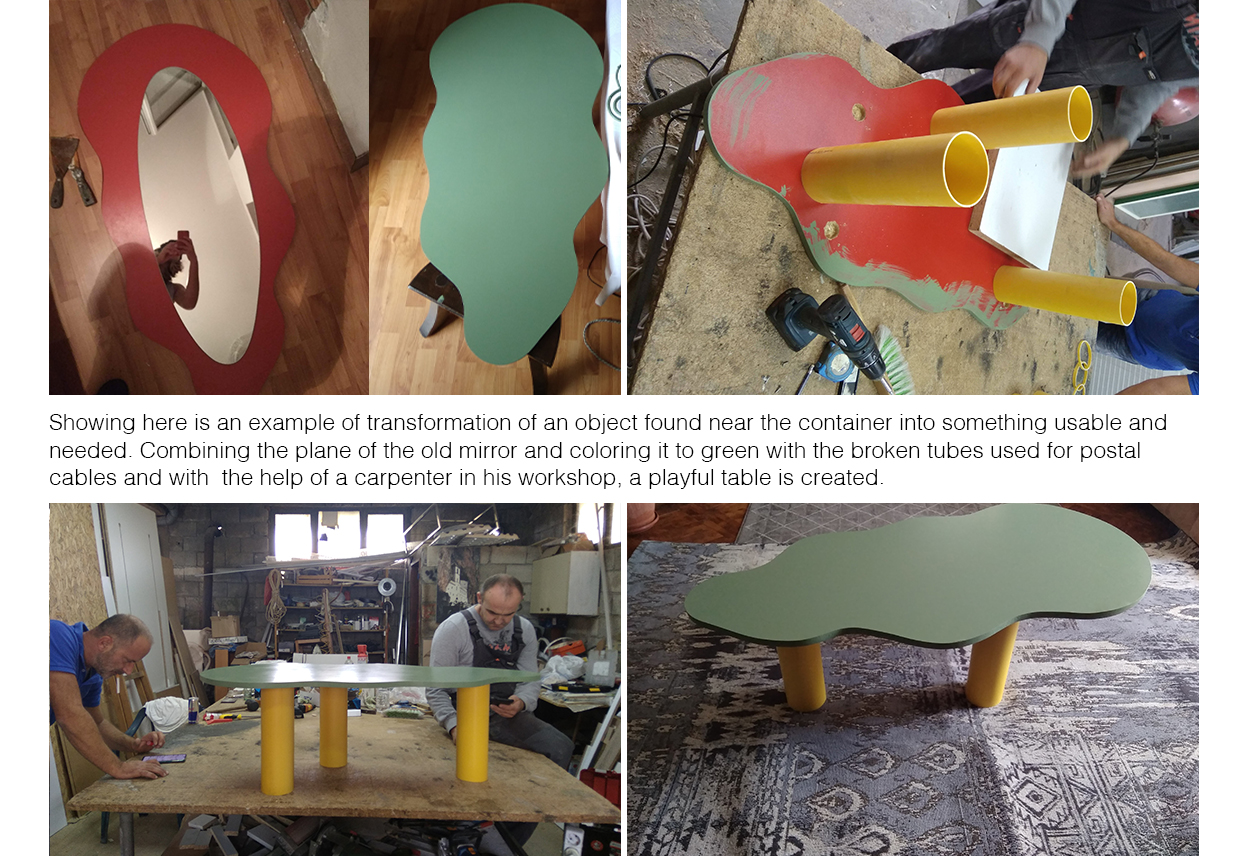 Showing here is an example of transformation of an object found near the container into something usable and
needed. Combining the plane of the old mirror and coloring it to green with the broken tubes used for postal
cables and with  the help of a carpenter in his workshop, a playful table is created.